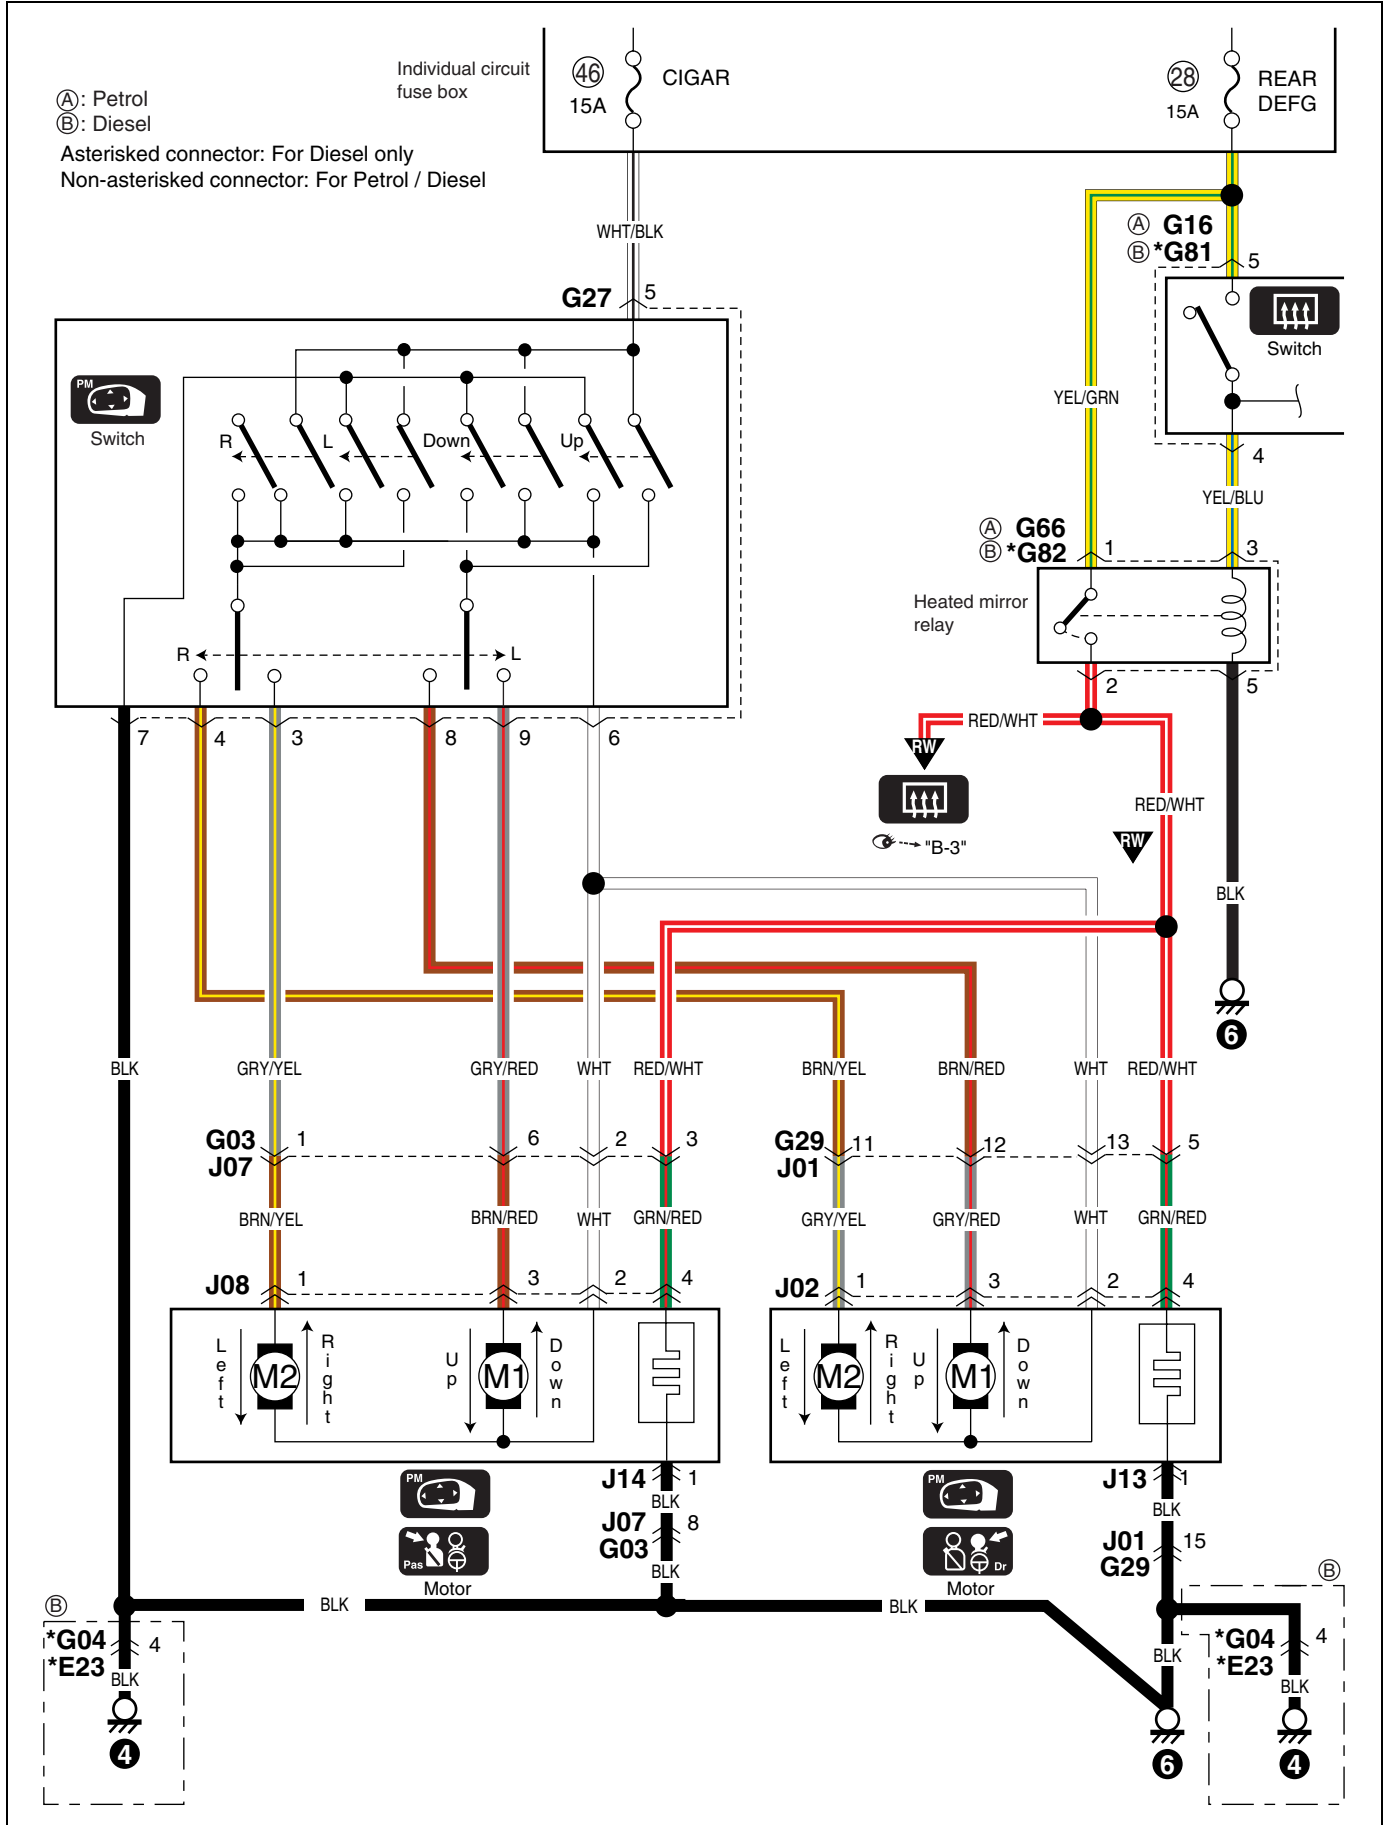 Individual circuit
fuse box
46
15A
CIGAR
28
15A
REAR
DEFG
A: Petrol
B: Diesel
Asterisked connector: For Diesel only
Non-asterisked connector: For Petrol / Diesel
WHT/BLK
A G16
B *G81
5
G27
5
PM
Switch
Switch
YEL/GRN
R
L
Down
Up
4
YEL/BLU
A G66
B *G82
1
3
Heated mirror
relay
R
L
2
5
7
4
3
8
9
6
RED/WHT
RW
"B-3"
RED/WHT
RW
BLK
6
BLK
GRY/YEL
GRY/RED
WHT
RED/WHT
BRN/YEL
BRN/RED
WHT
RED/WHT
G03
J07
1
6
2
3
G29
J01
11
12
13
5
BRN/YEL
BRN/RED
WHT
GRN/RED
GRY/YEL
GRY/RED
WHT
GRN/RED
J08
1
3
2
4
J02
1
3
2
4
Left
M2
Right
Up
M1
Down
Left
M2
Right
Up
M1
Down
PM
Pas
Motor
J14
1
BLK
J07
G03
8
BLK
PM
Dr
Motor
J13
1
BLK
J01
G29
15
B
BLK
BLK
B
*G04
*E23
4
BLK
4
BLK
6
*G04
*E23
4
BLK
4